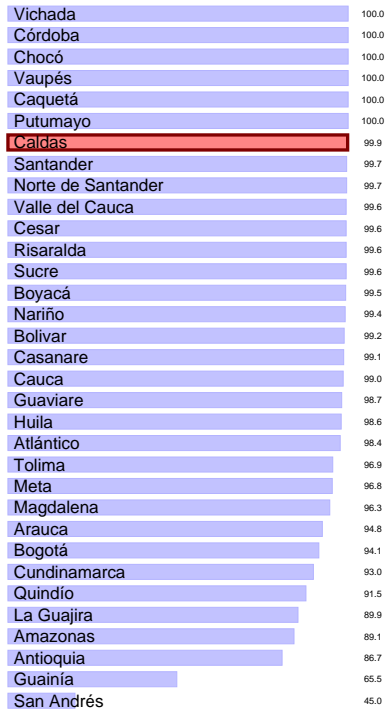 Vichada 100.0
Córdoba 100.0
Chocó 100.0
Vaupés 100.0
Caquetá 100.0
Putumayo 100.0
Caldas 99.9
Santander 99.7
Norte de Santander 99.7
Valle del Cauca 99.6
Cesar 99.6
Risaralda 99.6
Sucre 99.6
Boyacá 99.5
Nariño 99.4
Bolivar 99.2
Casanare 99.1
Cauca 99.0
Guaviare 98.7
Huila 98.6
Atlántico 98.4
Tolima 96.9
Meta 96.8
Magdalena 96.3
Arauca 94.8
Bogotá 94.1
Cundinamarca 93.0
Quindío 91.5
La Guajira 89.9
Amazonas 89.1
Antioquia 86.7
Guainía 65.5
San Andrés 45.0